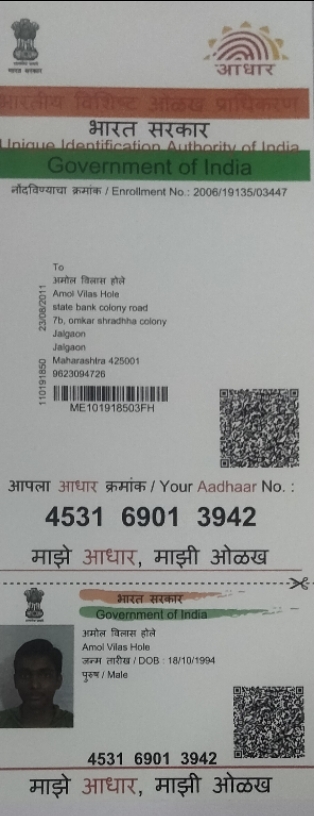 भारत सरकार
आधार
भारतीय विशिष्ट ओळख प्राधिकरण
भारत सरकार
Unique Identification Authority of India
Government of India
नोंदविण्याचा क्रमांक / Enrollment No.: 2006/19135/03447
To
अमोल विलास होले
Amol Vilas Hole
state bank colony road
7b, omkar shradhha colony
Jalgaon
Jalgaon
Maharashtra 425001
9623094726
23/08/2011
110191850
ME101918503FH
आपला आधार क्रमांक / Your Aadhaar No. :
4531 6901 3942
माझे आधार, माझी ओळख
भारत सरकार
Government of India
अमोल विलास होले
Amol Vilas Hole
जन्म तारीख / DOB : 18/10/1994
पुरुष / Male
4531 6901 3942
माझे आधार, माझी ओळख